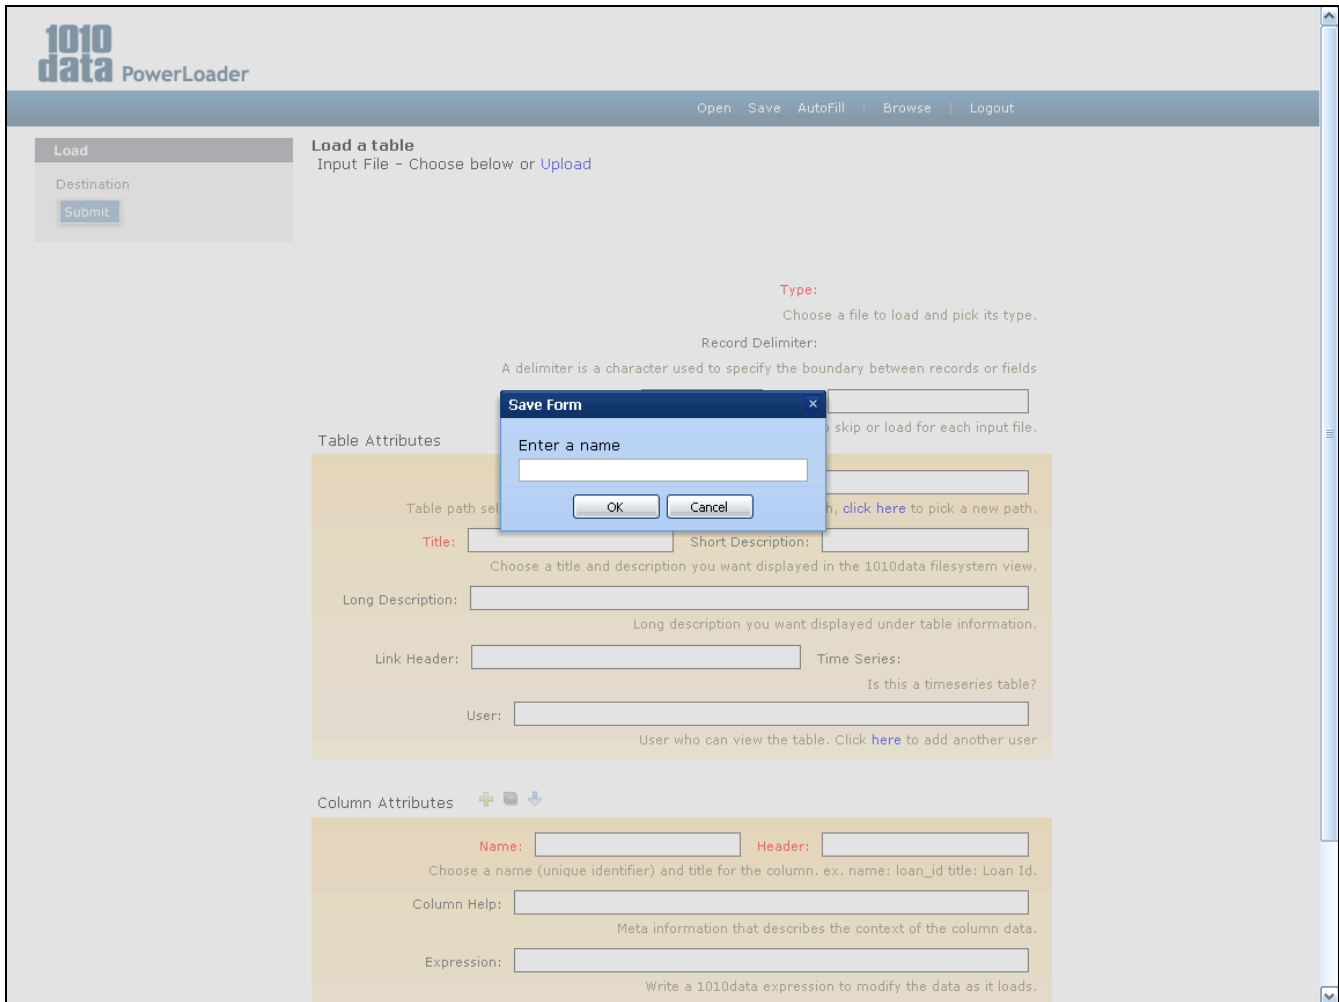 1010
data PowerLoader
Open Save AutoFill | Browse | Logout
Load
Destination
Submit
Load a table
Input File - Choose below or Upload
Type:
Choose a file to load and pick its type.
Record Delimiter:
A delimiter is a character used to specify the boundary between records or fields
skip or load for each input file.
Save Form
Enter a name
OK Cancel
Table Attributes
Table path click here to pick a new path.
Title: Short Description:
Choose a title and description you want displayed in the 1010data filesystem view.
Long Description:
Long description you want displayed under table information.
Link Header: Time Series:
Is this a timeseries table?
User:
User who can view the table. Click here to add another user
Column Attributes
Name: Header:
Choose a name (unique identifier) and title for the column. ex. name: loan_id title: Loan Id.
Column Help:
Meta information that describes the context of the column data.
Expression:
Write a 1010data expression to modify the data as it loads.